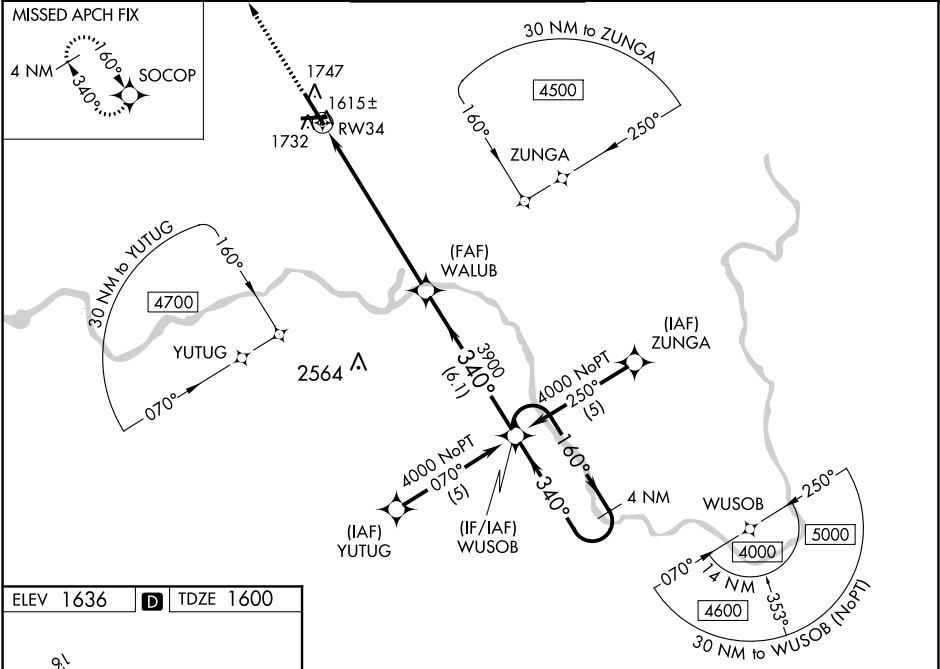 MISSED APCH FIX
4 NM
160°
340°
SOCOP
30 NM to ZUNGA
4500
160°
250°
ZUNGA
1747
1615±
1732
RW34
30 NM to YUTUG
160°
4700
YUTUG
070°
(FAF)
WALUB
2564
3900
340°
(6.1)
(IAF)
ZUNGA
4000 NoPT
250°
(5)
4000 NoPT
070°
(5)
160°
340°
4 NM
(IAF)
YUTUG
(IF/IAF)
WUSOB
WUSOB
250°
5000
4000
070°
14 NM
4600
353°
30 NM to WUSOB (NoPT)
ELEV 1636
D
TDZE 1600